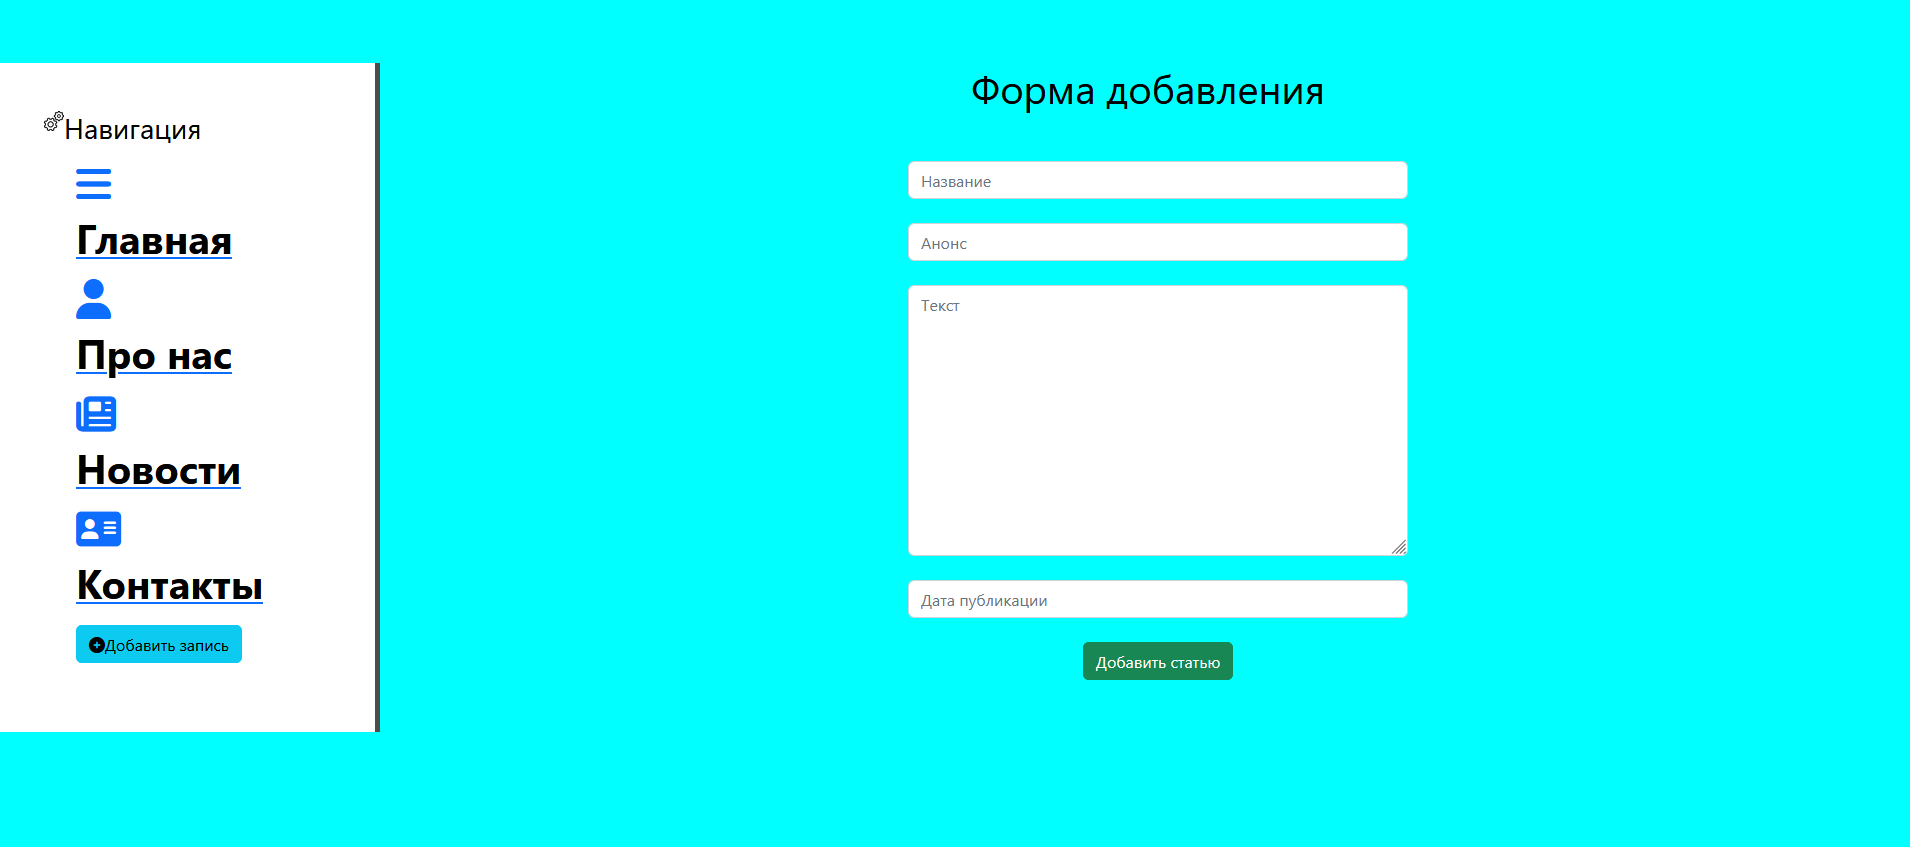 Навигация
Главная
Про нас
Новости
Контакты
Добавить запись
Форма добавления
Название
Анонс
Текст
Дата публикации
Добавить статью